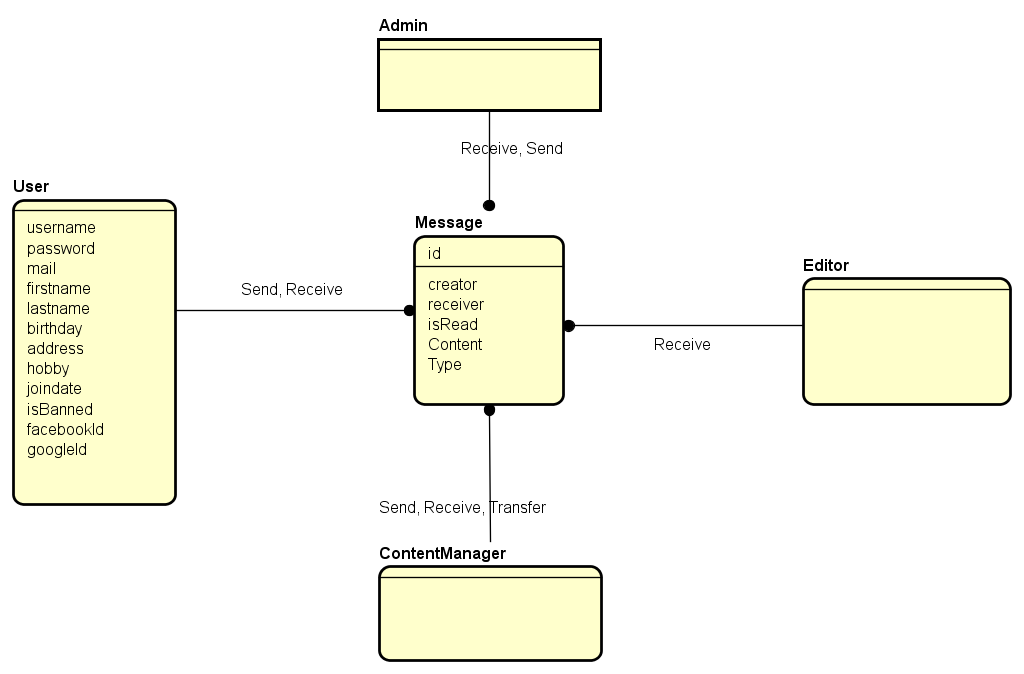 Admin
Receive, Send
User
username
password
mail
firstname
lastname
birthday
address
hobby
joindate
isBanned
facebookId
googleId
Send, Receive
Message
id
creator
receiver
isRead
Content
Type
Editor
Receive
Send, Receive, Transfer
ContentManager